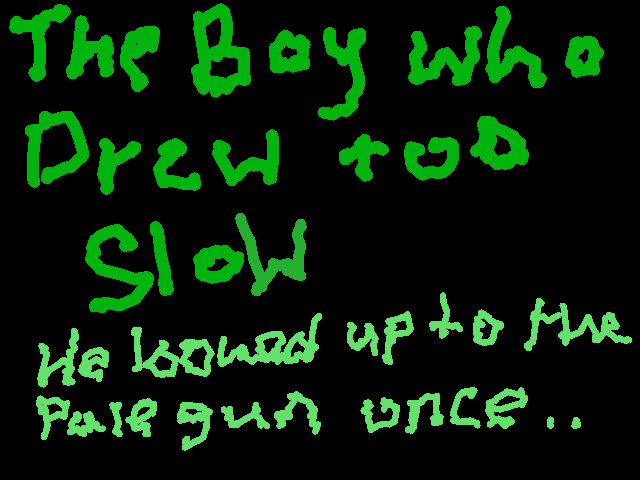 The Boy who
Drew too
Slow
He looked up to the
Pale gun once..